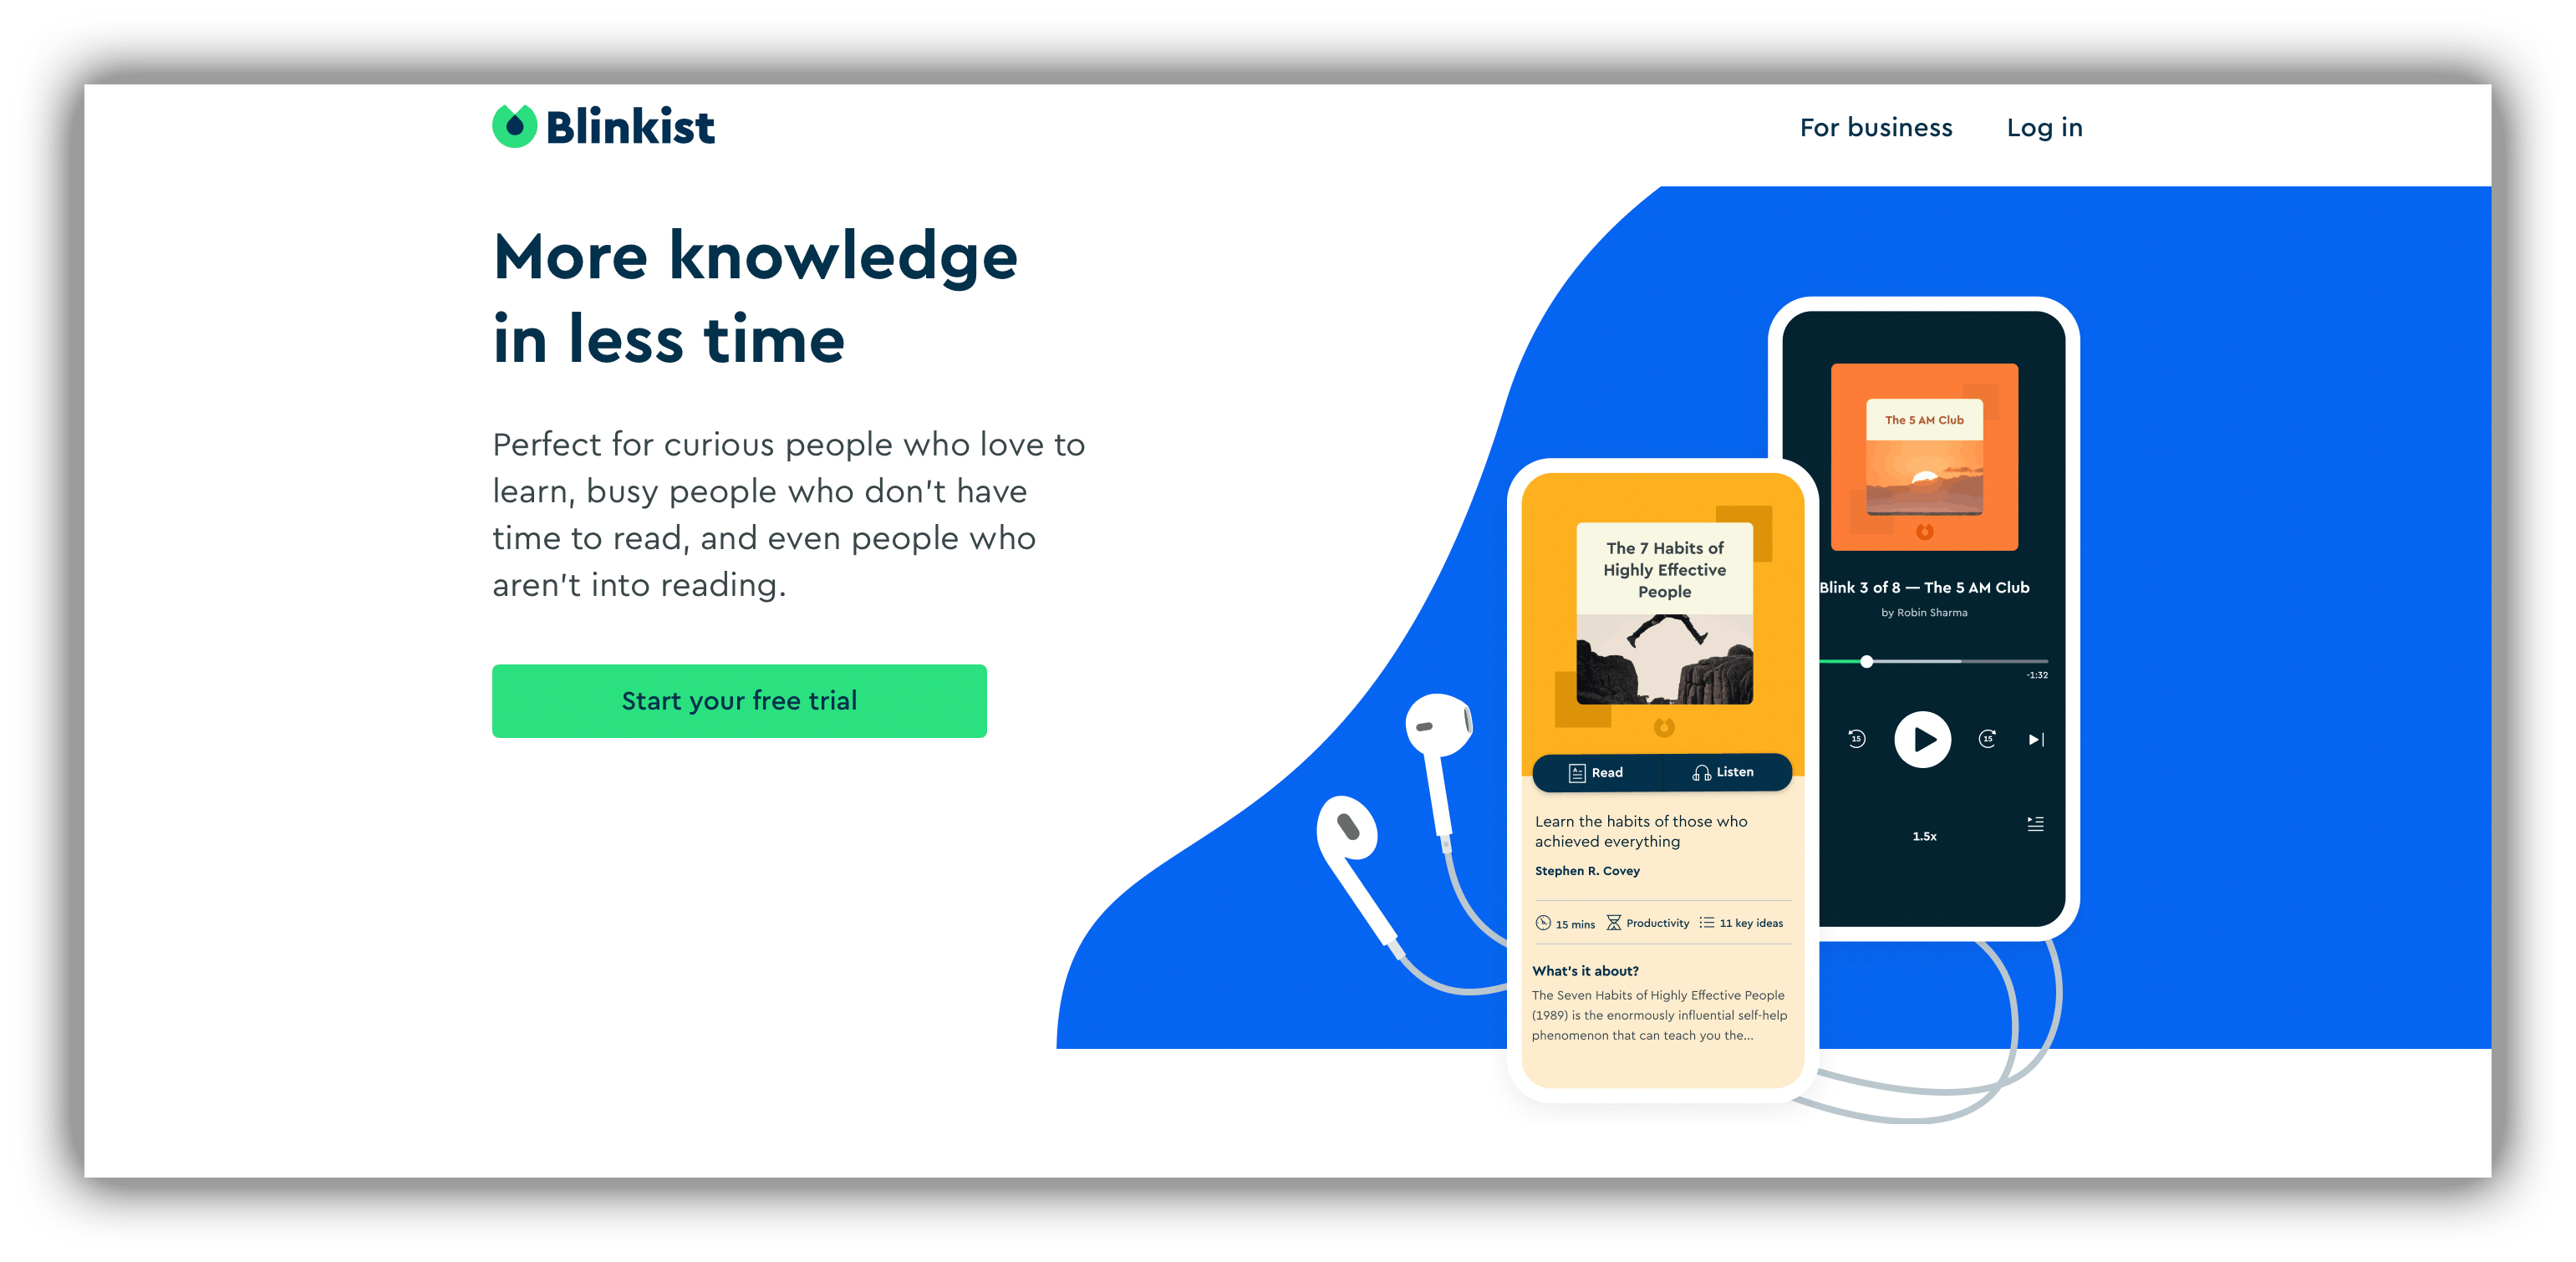 Blinkist
For business
Log in
More knowledge
in less time
Perfect for curious people who love to
learn, busy people who don't have
time to read, and even people who
aren't into reading.
Start your free trial
The 7 Habits of
Highly Effective
People
Read
Listen
Learn the habits of those who
achieved everything
Stephen R. Covey
15 mins
Productivity
11 key ideas
What's it about?
The Seven Habits of Highly Effective People
(1989) is the enormously influential self-help
phenomenon that can teach you the...
The 5 AM Club
Blink 3 of 8 — The 5 AM Club
by Robin Sharma
-1:32
15
15
1.5x